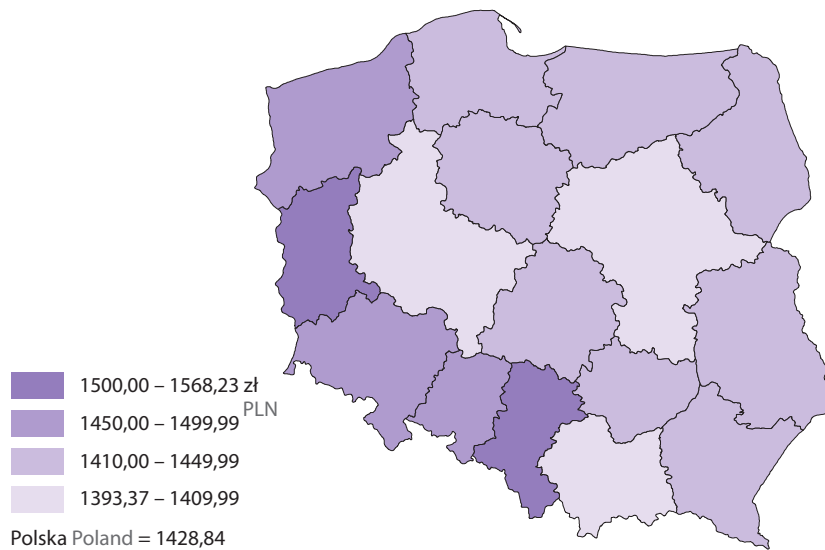 1500,00 – 1568,23 zł
PLN
1450,00 – 1499,99
1410,00 – 1449,99
1393,37 – 1409,99
Polska Poland = 1428,84